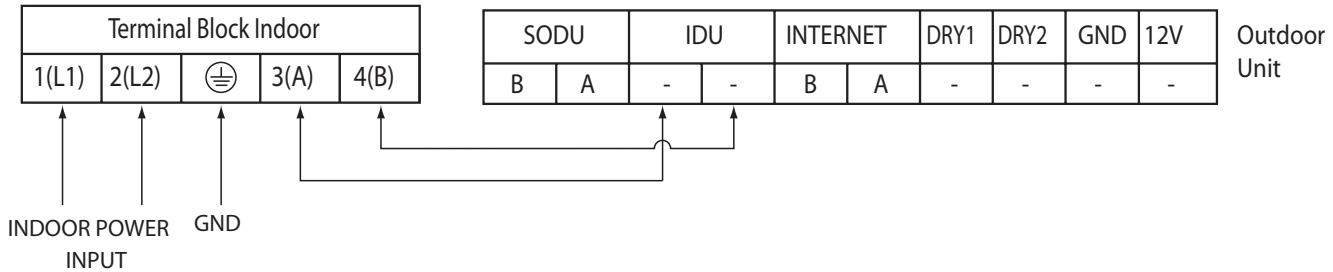 Terminal Block Indoor
1(L1) 2(L2) 3(A) 4(B)
SODU IDU INTERNET DRY1 DRY2 GND 12V
B A - - B A - - - -
Outdoor
Unit
INDOOR POWER
INPUT
GND